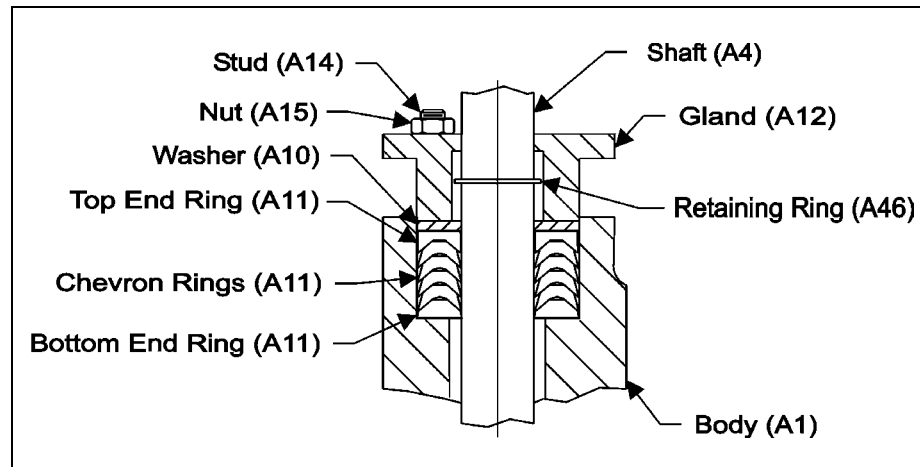 Stud (A14)
Nut (A15)
Washer (A10)
Top End Ring (A11)
Chevron Rings (A11)
Bottom End Ring (A11)
Shaft (A4)
Gland (A12)
Retaining Ring (A46)
Body (A1)